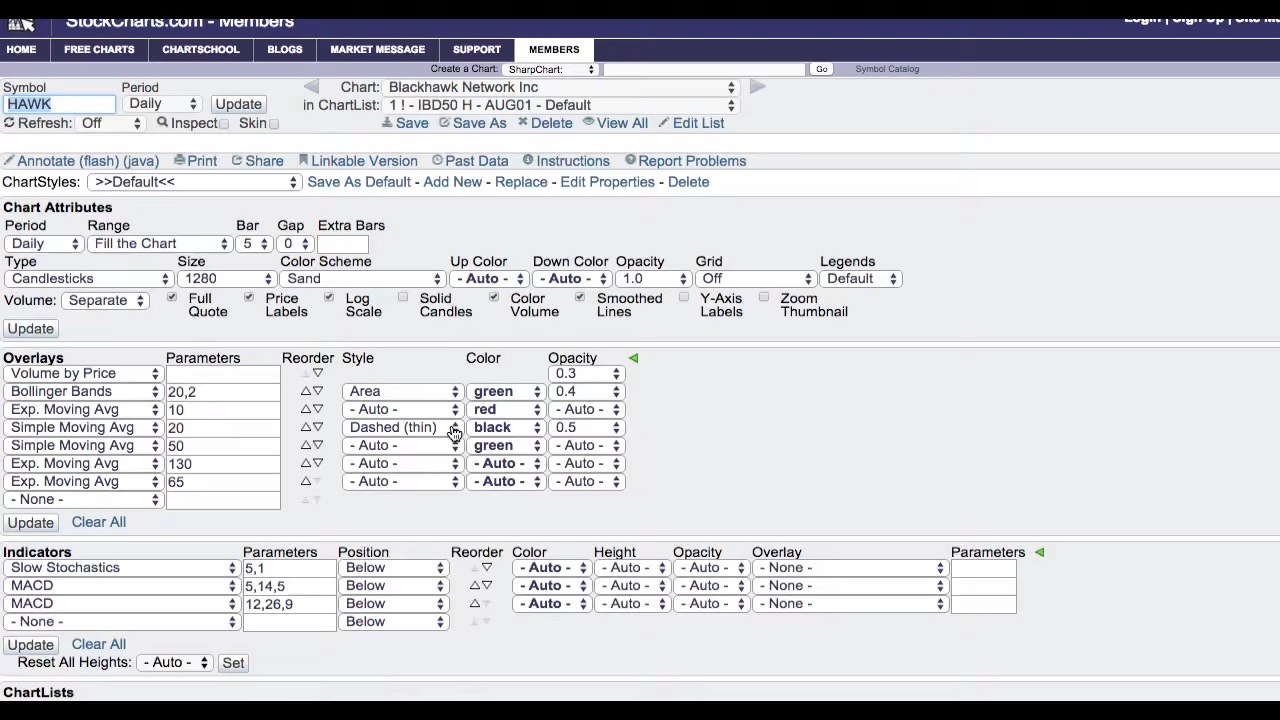 StockCharts.com - Members
Login | Sign Up | Site M
HOME FREE CHARTS CHARTSCHOOL BLOGS MARKET MESSAGE SUPPORT MEMBERS
Create a Chart: SharpChart: Go Symbol Catalog
Symbol Period Chart: Blackhawk Network Inc
HAWK Daily Update in ChartList: 1 ! - IBD50 H - AUG01 - Default
Refresh: Off Inspect Skin Save Save As Delete View All Edit List
Annotate (flash) (java) Print Share Linkable Version Past Data Instructions Report Problems
ChartStyles: >>Default<< Save As Default - Add New - Replace - Edit Properties - Delete
Chart Attributes
Period Range Bar Gap Extra Bars
Daily Fill the Chart 5 0
Type Size Color Scheme Up Color Down Color Opacity Grid Legends
Candlesticks 1280 Sand - Auto - - Auto - 1.0 Off Default
Volume: Separate Full Quote Price Labels Log Scale Solid Candles Color Volume Smoothed Lines Y-Axis Labels Zoom Thumbnail
Update
Overlays Parameters Reorder Style Color Opacity
Volume by Price 0.3
Bollinger Bands 20,2 Area green 0.4
Exp. Moving Avg 10 - Auto - red - Auto -
Simple Moving Avg 20 Dashed (thin) black 0.5
Simple Moving Avg 50 - Auto - green - Auto -
Exp. Moving Avg 130 - Auto - - Auto - - Auto -
Exp. Moving Avg 65 - Auto - - Auto - - Auto -
- None -
Update Clear All
Indicators Parameters Position Reorder Color Height Opacity Overlay Parameters
Slow Stochastics 5,1 Below - Auto - - Auto - - Auto - - None -
MACD 5,14,5 Below - Auto - - Auto - - Auto - - None -
MACD 12,26,9 Below - Auto - - Auto - - Auto - - None -
- None - Below
Update Clear All
Reset All Heights: - Auto - Set
ChartLists